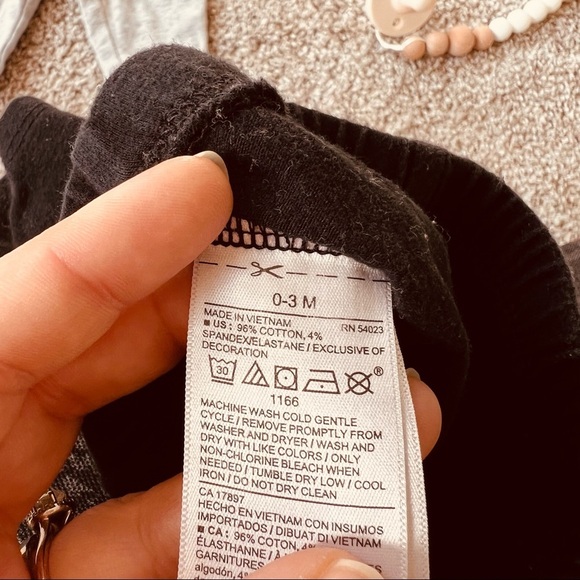 0-3 M
MADE IN VIETNAM RN 54023
■ US : 96% COTTON, 4%
SPANDEX/ELASTANE / EXCLUSIVE OF
DECORATION
30 ®
1166
MACHINE WASH COLD GENTLE
CYCLE / REMOVE PROMPTLY FROM
WASHER AND DRYER / WASH AND
DRY WITH LIKE COLORS / ONLY
NON-CHLORINE BLEACH WHEN
NEEDED / TUMBLE DRY LOW / COOL
IRON / DO NOT DRY CLEAN
CA 17897
HECHO EN VIETNAM CON INSUMOS
IMPORTADOS / DIBUAT DI VIETNAM
■ CA : 96% COTON, 4%
ÉLASTHANNE / À
GARNITURES
algodón, 4%